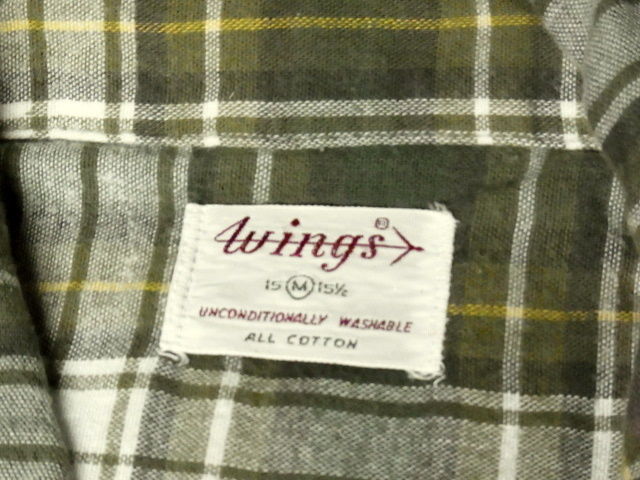 Wings®
15 M 15½
UNCONDITIONALLY WASHABLE
ALL COTTON